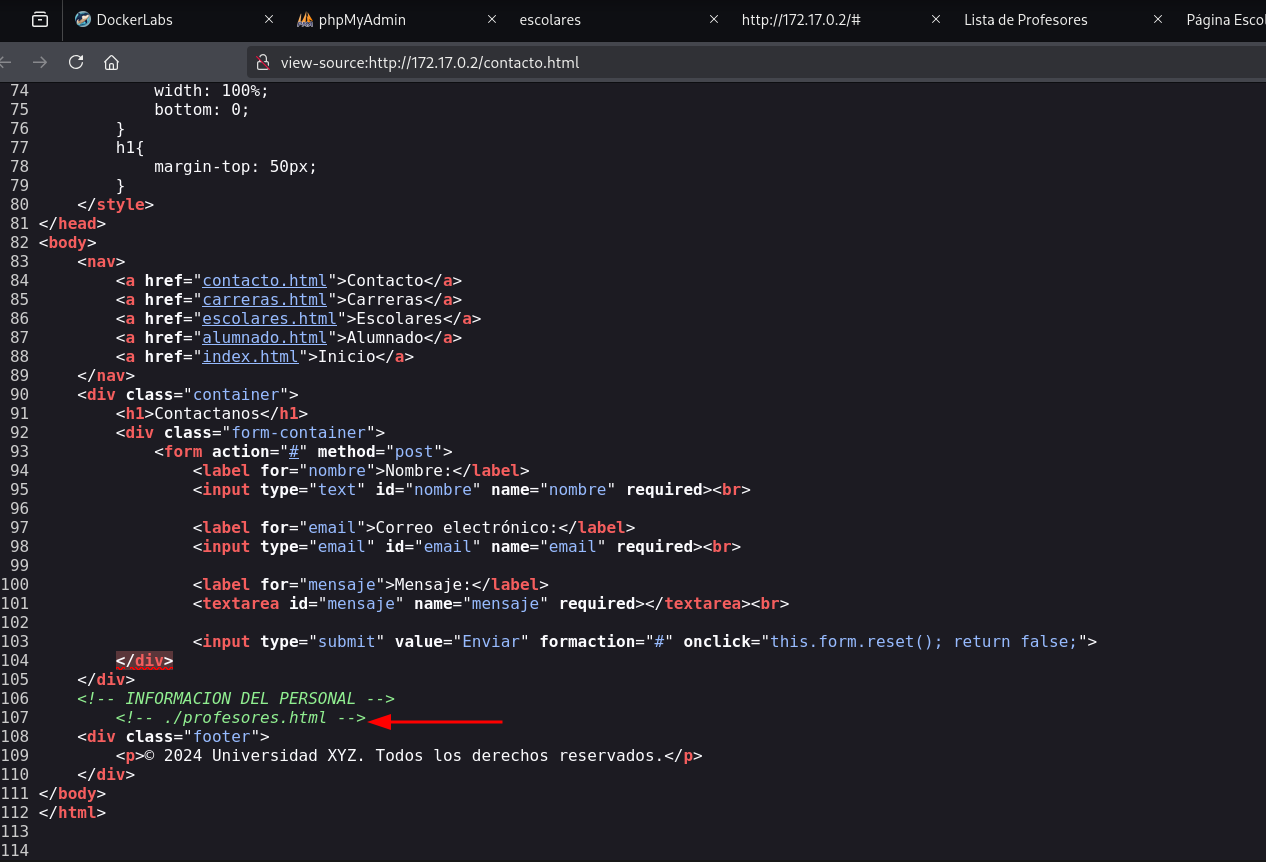 DockerLabs × phpMyAdmin × escolares × http://172.17.0.2/# × Lista de Profesores × Página Escol
view-source:http://172.17.0.2/contacto.html
74 width: 100%;
75 bottom: 0;
76 }
77 h1{
78 margin-top: 50px;
79 }
80 </style>
81 </head>
82 <body>
83 <nav>
84 <a href="contacto.html">Contacto</a>
85 <a href="carreras.html">Carreras</a>
86 <a href="escolares.html">Escolares</a>
87 <a href="alumnado.html">Alumnado</a>
88 <a href="index.html">Inicio</a>
89 </nav>
90 <div class="container">
91 <h1>Contactanos</h1>
92 <div class="form-container">
93 <form action="#" method="post">
94 <label for="nombre">Nombre:</label>
95 <input type="text" id="nombre" name="nombre" required><br>
96
97 <label for="email">Correo electrónico:</label>
98 <input type="email" id="email" name="email" required><br>
99
100 <label for="mensaje">Mensaje:</label>
101 <textarea id="mensaje" name="mensaje" required></textarea><br>
102
103 <input type="submit" value="Enviar" formaction="#" onclick="this.form.reset(); return false;">
104 </div>
105 </div>
106 <!-- INFORMACION DEL PERSONAL -->
107 <!-- ./profesores.html -->
108 <div class="footer">
109 <p>© 2024 Universidad XYZ. Todos los derechos reservados.</p>
110 </div>
111 </body>
112 </html>
113
114